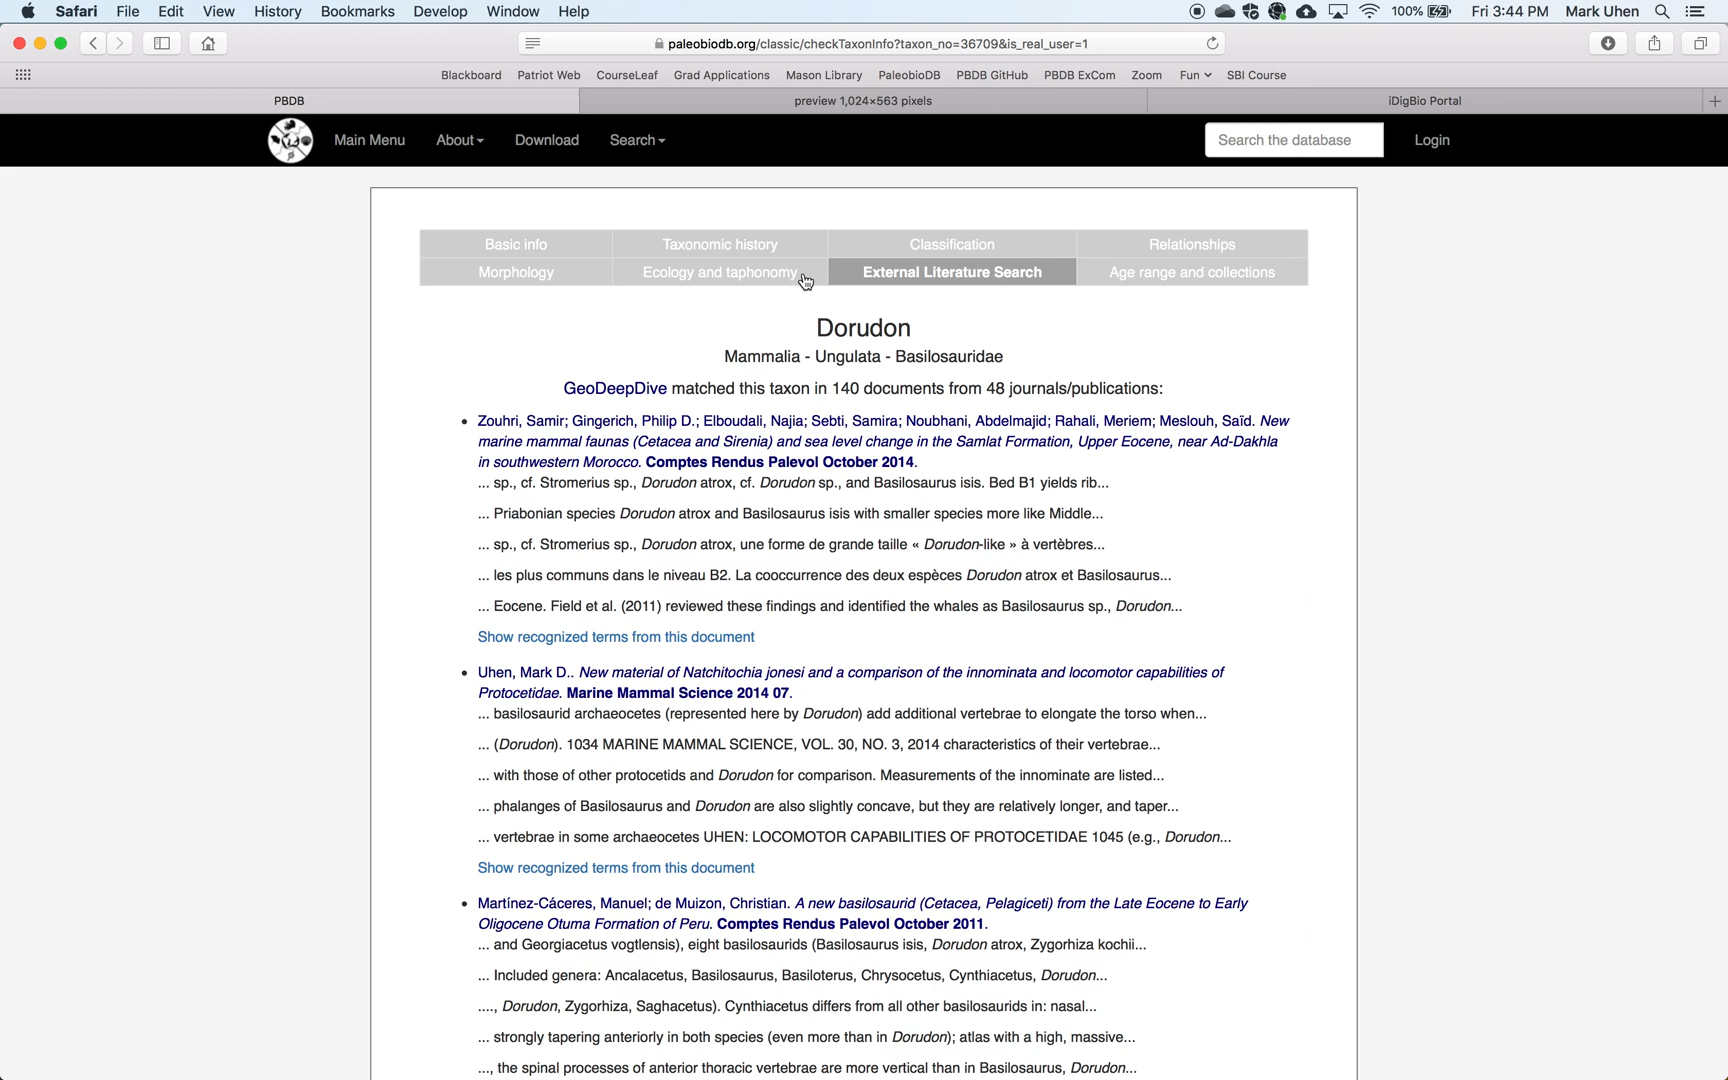 Safari File Edit View History Bookmarks Develop Window Help 100% Fri 3:44 PM Mark Uhen
paleobiodb.org/classic/checkTaxonInfo?taxon_no=36709&is_real_user=1
Blackboard Patriot Web CourseLeaf Grad Applications Mason Library PaleobioDB PBDB GitHub PBDB ExCom Zoom Fun SBI Course
PBDB preview 1,024×563 pixels iDigBio Portal
Main Menu About Download Search Search the database Login
Basic info Taxonomic history Classification Relationships
Morphology Ecology and taphonomy External Literature Search Age range and collections
Dorudon
Mammalia - Ungulata - Basilosauridae
GeoDeepDive matched this taxon in 140 documents from 48 journals/publications:
• Zouhri, Samir; Gingerich, Philip D.; Elboudali, Najia; Sebti, Samira; Noubhani, Abdelmajid; Rahali, Meriem; Meslouh, Saïd. New
marine mammal faunas (Cetacea and Sirenia) and sea level change in the Samlat Formation, Upper Eocene, near Ad-Dakhla
in southwestern Morocco. Comptes Rendus Palevol October 2014.
... sp., cf. Stromerius sp., Dorudon atrox, cf. Dorudon sp., and Basilosaurus isis. Bed B1 yields rib...
... Priabonian species Dorudon atrox and Basilosaurus isis with smaller species more like Middle...
... sp., cf. Stromerius sp., Dorudon atrox, une forme de grande taille « Dorudon-like » à vertèbres...
... les plus communs dans le niveau B2. La cooccurrence des deux espèces Dorudon atrox et Basilosaurus...
... Eocene. Field et al. (2011) reviewed these findings and identified the whales as Basilosaurus sp., Dorudon...
Show recognized terms from this document
• Uhen, Mark D.. New material of Natchitochia jonesi and a comparison of the innominata and locomotor capabilities of
Protocetidae. Marine Mammal Science 2014 07.
... basilosaurid archaeocetes (represented here by Dorudon) add additional vertebrae to elongate the torso when...
... (Dorudon). 1034 MARINE MAMMAL SCIENCE, VOL. 30, NO. 3, 2014 characteristics of their vertebrae...
... with those of other protocetids and Dorudon for comparison. Measurements of the innominate are listed...
... phalanges of Basilosaurus and Dorudon are also slightly concave, but they are relatively longer, and taper...
... vertebrae in some archaeocetes UHEN: LOCOMOTOR CAPABILITIES OF PROTOCETIDAE 1045 (e.g., Dorudon...
Show recognized terms from this document
• Martínez-Cáceres, Manuel; de Muizon, Christian. A new basilosaurid (Cetacea, Pelagiceti) from the Late Eocene to Early
Oligocene Otuma Formation of Peru. Comptes Rendus Palevol October 2011.
... and Georgiacetus vogtlensis), eight basilosaurids (Basilosaurus isis, Dorudon atrox, Zygorhiza kochii...
... Included genera: Ancalacetus, Basilosaurus, Basiloterus, Chrysocetus, Cynthiacetus, Dorudon...
...., Dorudon, Zygorhiza, Saghacetus). Cynthiacetus differs from all other basilosaurids in: nasal...
... strongly tapering anteriorly in both species (even more than in Dorudon); atlas with a high, massive...
..., the spinal processes of anterior thoracic vertebrae are more vertical than in Basilosaurus, Dorudon...